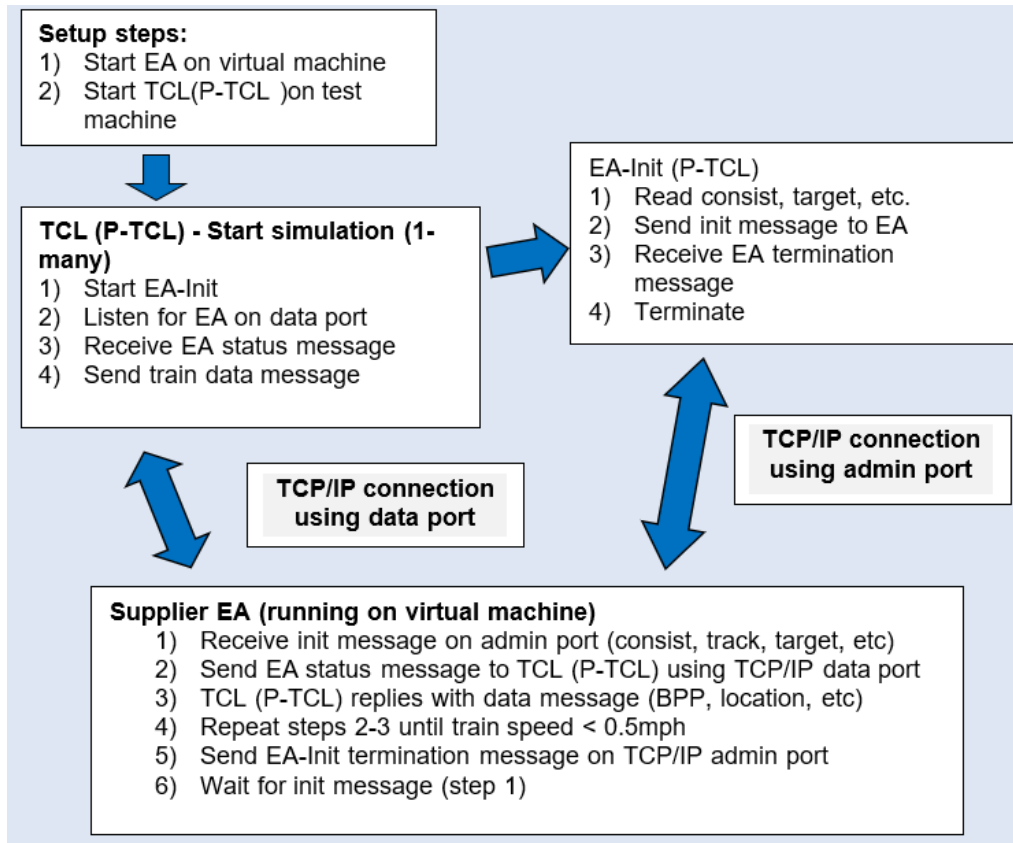 Setup steps:
1) Start EA on virtual machine
2) Start TCL(P-TCL )on test
machine
TCL (P-TCL) - Start simulation (1-
many)
1) Start EA-Init
2) Listen for EA on data port
3) Receive EA status message
4) Send train data message
EA-Init (P-TCL)
1) Read consist, target, etc.
2) Send init message to EA
3) Receive EA termination
message
4) Terminate
TCP/IP connection
using data port
TCP/IP connection
using admin port
Supplier EA (running on virtual machine)
1) Receive init message on admin port (consist, track, target, etc)
2) Send EA status message to TCL (P-TCL) using TCP/IP data port
3) TCL (P-TCL) replies with data message (BPP, location, etc)
4) Repeat steps 2-3 until train speed < 0.5mph
5) Send EA-Init termination message on TCP/IP admin port
6) Wait for init message (step 1)